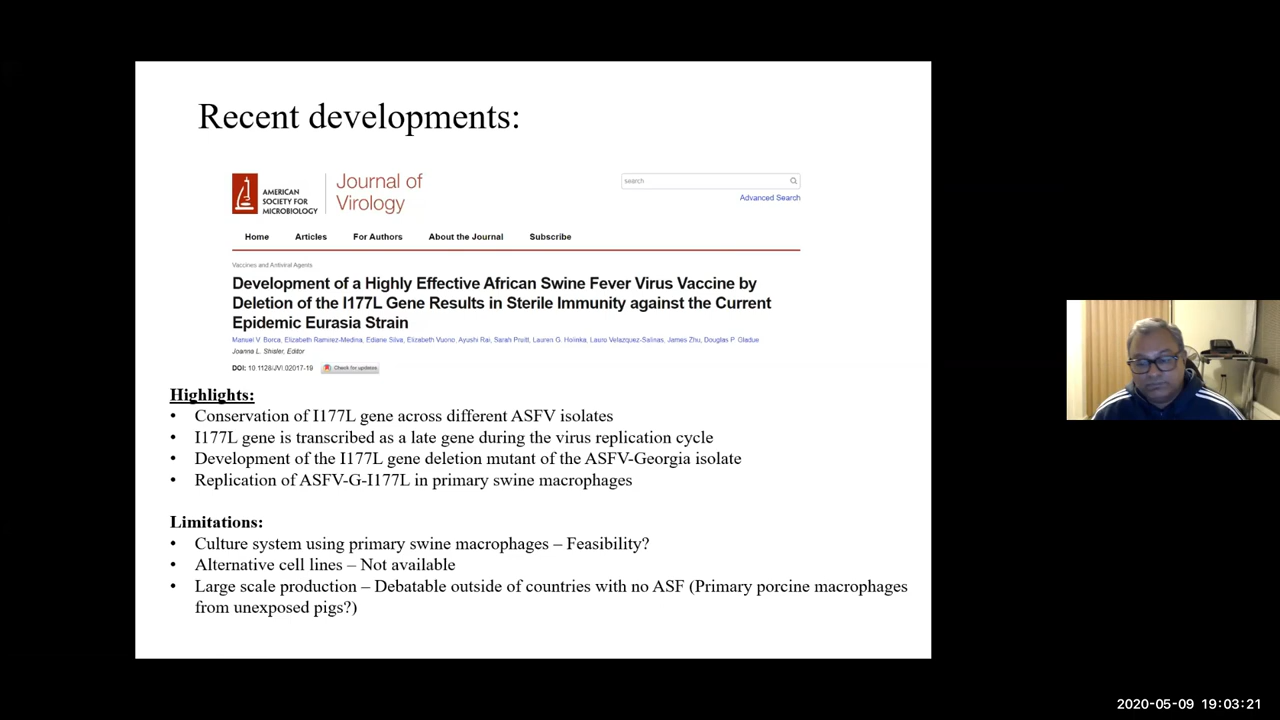 Recent developments:
AMERICAN
SOCIETY FOR
MICROBIOLOGY
Journal of
Virology
search
Advanced Search
Home Articles For Authors About the Journal Subscribe
Vaccines and Antiviral Agents
Development of a Highly Effective African Swine Fever Virus Vaccine by
Deletion of the I177L Gene Results in Sterile Immunity against the Current
Epidemic Eurasia Strain
Manuel V. Borca, Elizabeth Ramirez-Medina, Ediane Silva, Elizabeth Vuono, Ayushi Rai, Sarah Pruitt, Lauren G. Holinka, Lauro Velazquez-Salinas, James Zhu, Douglas P. Gladue
Joanna L. Shisler, Editor
DOI: 10.1128/JVI.02017-19 Check for updates
Highlights:
• Conservation of I177L gene across different ASFV isolates
• I177L gene is transcribed as a late gene during the virus replication cycle
• Development of the I177L gene deletion mutant of the ASFV-Georgia isolate
• Replication of ASFV-G-I177L in primary swine macrophages
Limitations:
• Culture system using primary swine macrophages – Feasibility?
• Alternative cell lines – Not available
• Large scale production – Debatable outside of countries with no ASF (Primary porcine macrophages
from unexposed pigs?)
2020-05-09 19:03:21